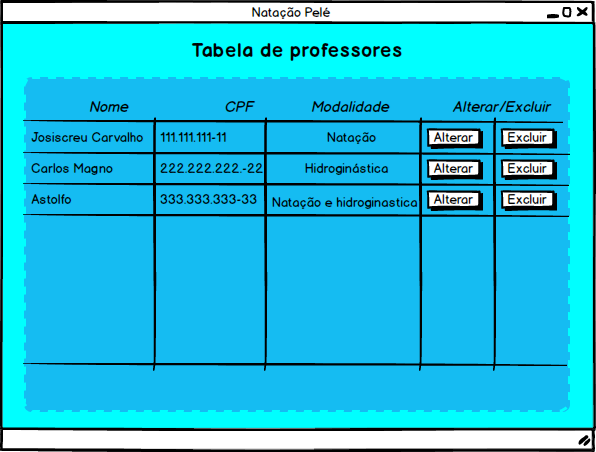 Natação Pelé
Tabela de professores
Nome CPF Modalidade Alterar/Excluir
Josiscreu Carvalho 111.111.111-11 Natação Alterar Excluir
Carlos Magno 222.222.222.-22 Hidroginástica Alterar Excluir
Astolfo 333.333.333-33 Natação e hidroginastica Alterar Excluir